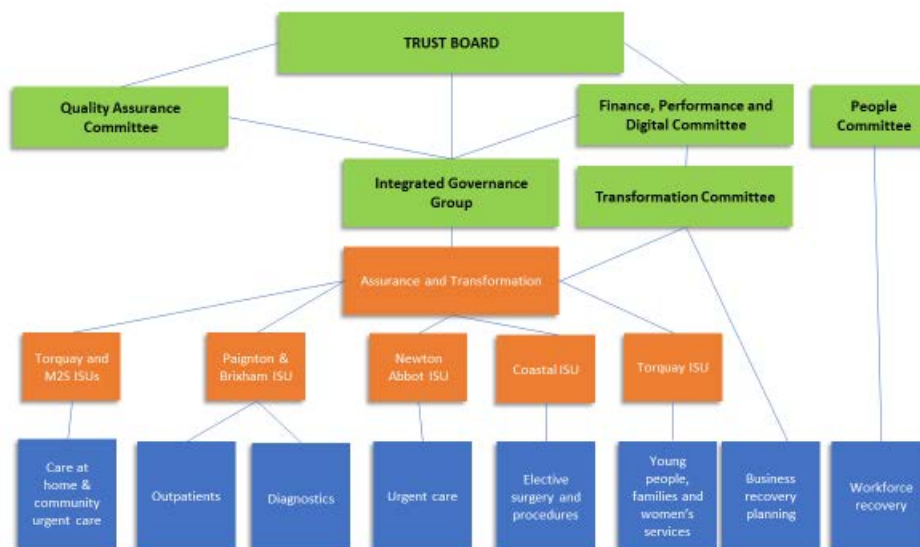 TRUST BOARD
Quality Assurance
Committee
Finance, Performance and
Digital Committee
People
Committee
Integrated Governance
Group
Transformation Committee
Assurance and Transformation
Torquay and
M2S ISUs
Paignton &
Brixham ISU
Newton
Abbot ISU
Coastal ISU
Torquay ISU
Care at
home &
community
urgent care
Outpatients
Diagnostics
Urgent care
Elective
surgery and
procedures
Young
people,
families and
women's
services
Business
recovery
planning
Workforce
recovery